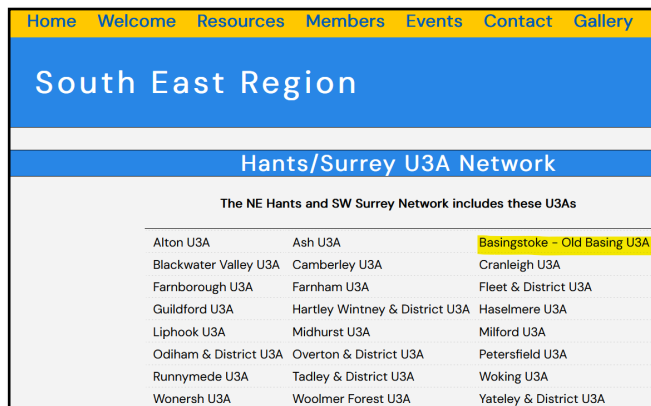 Home Welcome Resources Members Events Contact Gallery
South East Region
Hants/Surrey U3A Network
The NE Hants and SW Surrey Network includes these U3As
Alton U3A Ash U3A Basingstoke - Old Basing U3A
Blackwater Valley U3A Camberley U3A Cranleigh U3A
Farnborough U3A Farnham U3A Fleet & District U3A
Guildford U3A Hartley Wintney & District U3A Haselmere U3A
Liphook U3A Midhurst U3A Milford U3A
Odiham & District U3A Overton & District U3A Petersfield U3A
Runnymede U3A Tadley & District U3A Woking U3A
Wonersh U3A Woolmer Forest U3A Yateley & District U3A